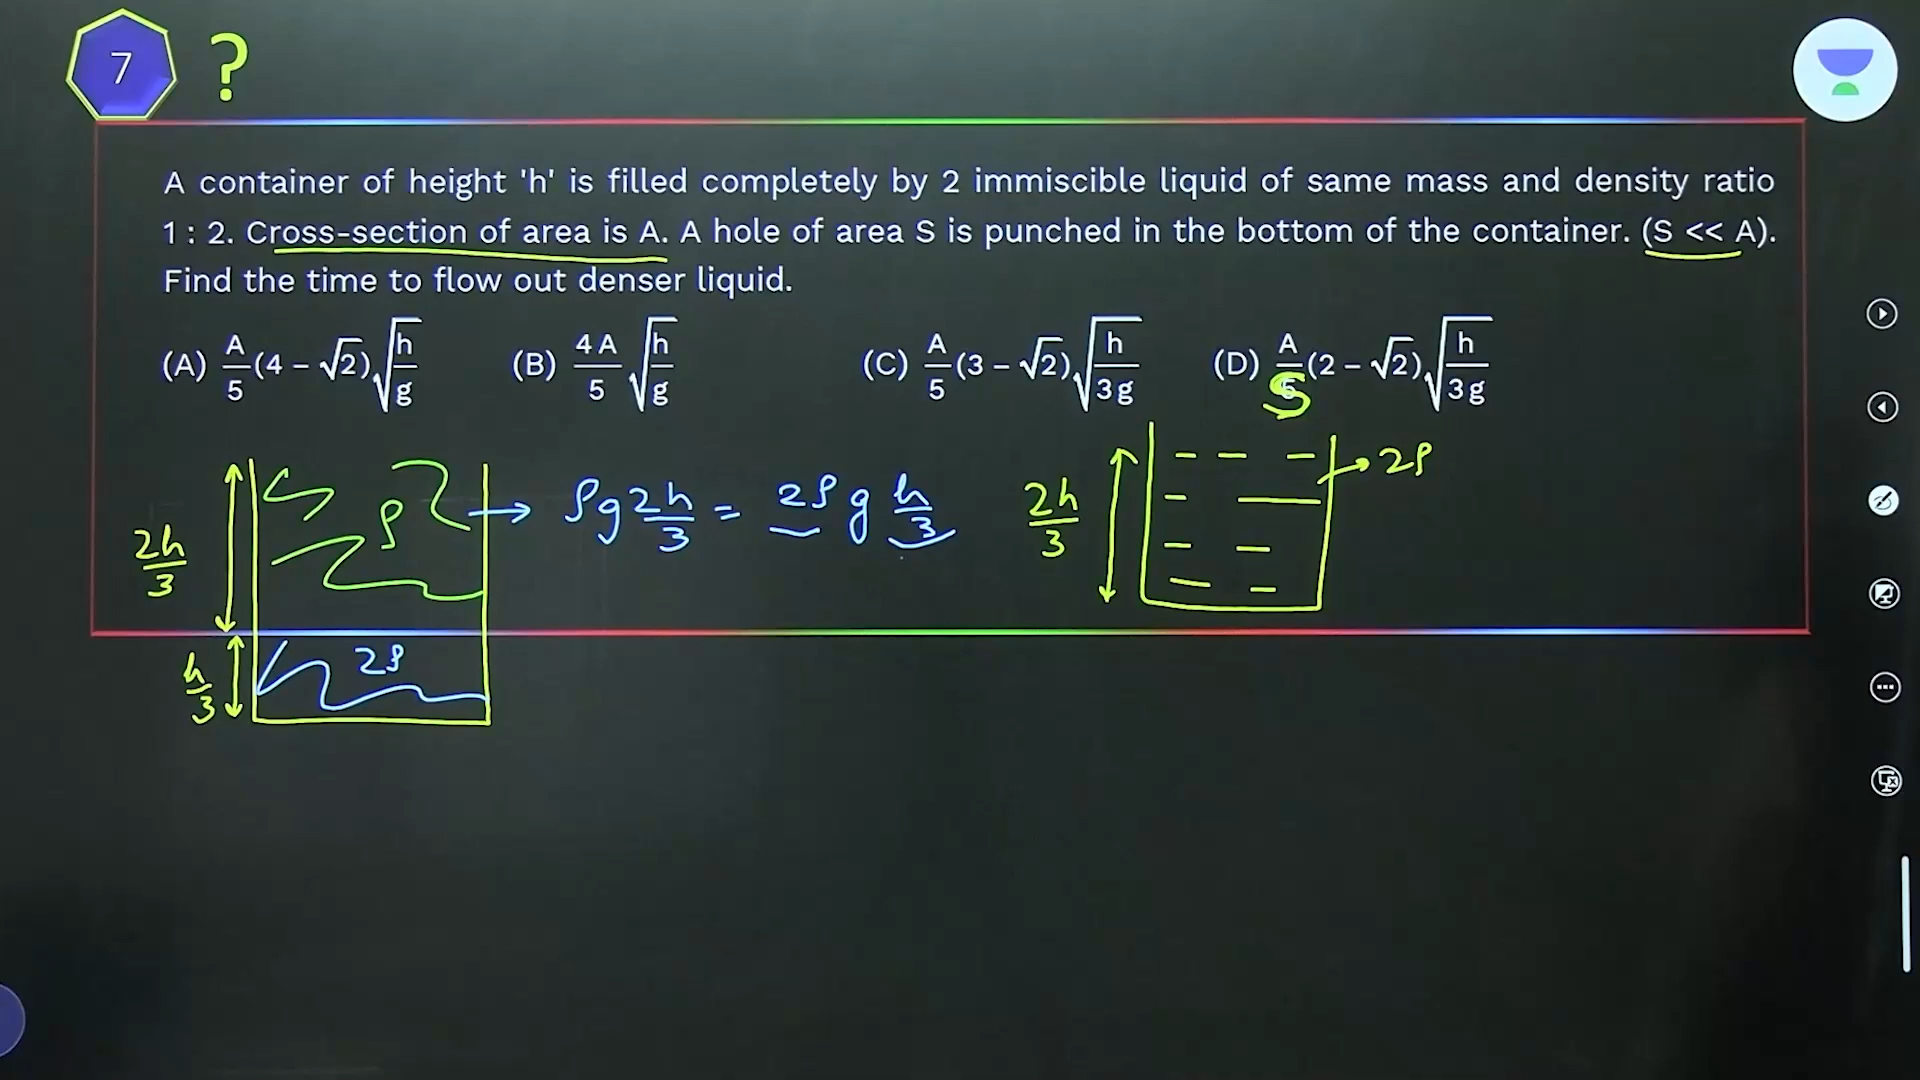 7 ?
A container of height 'h' is filled completely by 2 immiscible liquid of same mass and density ratio
1 : 2. Cross-section of area is A. A hole of area S is punched in the bottom of the container. (S << A).
Find the time to flow out denser liquid.
(A) A/5 (4 – √2) √(h/g) (B) 4A/5 √(h/g) (C) A/5 (3 – √2) √(h/3g) (D) A/S (2 – √2) √(h/3g)
2h/3 ρ → ρg 2h/3 = 2ρ g h/3 2h/3 → 2ρ
h/3 2ρ